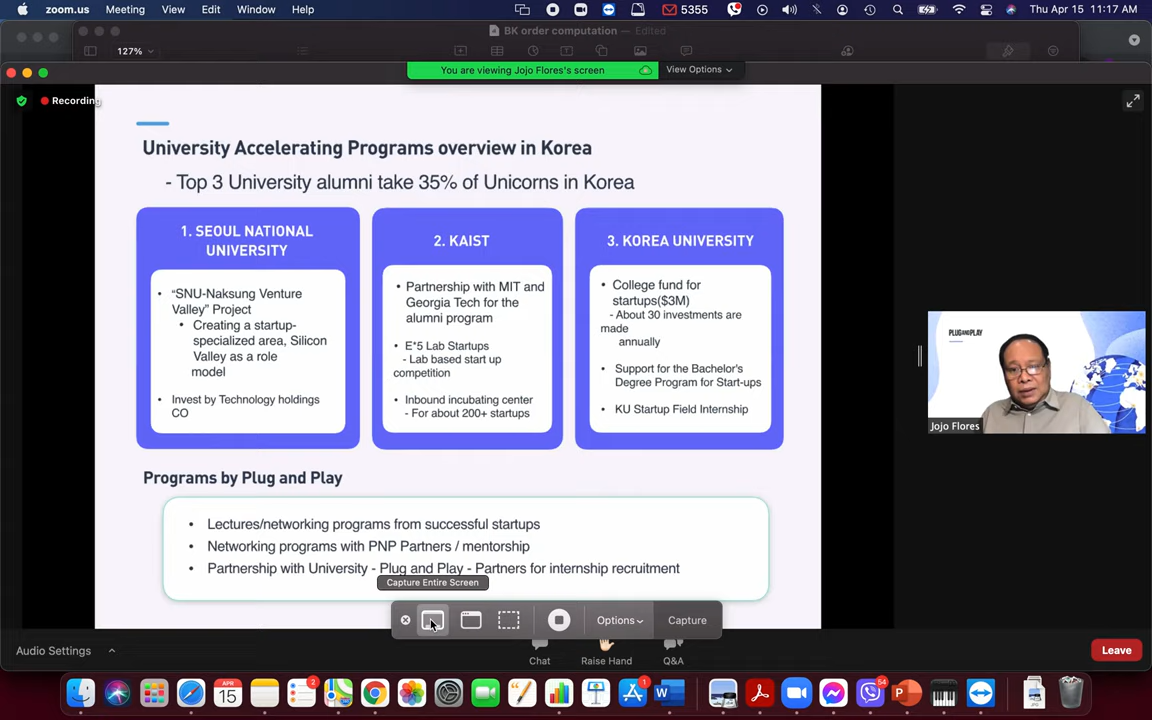 zoom.us Meeting View Edit Window Help 5355 Thu Apr 15 11:17 AM
BK order computation — Edited
127%
You are viewing Jojo Flores's screen View Options
Recording
University Accelerating Programs overview in Korea
- Top 3 University alumni take 35% of Unicorns in Korea
1. SEOUL NATIONAL
UNIVERSITY
• “SNU-Naksung Venture
Valley” Project
• Creating a startup-
specialized area, Silicon
Valley as a role
model
• Invest by Technology holdings
CO
2. KAIST
• Partnership with MIT and
Georgia Tech for the
alumni program
• E*5 Lab Startups
- Lab based start up
competition
• Inbound incubating center
- For about 200+ startups
3. KOREA UNIVERSITY
• College fund for
startups($3M)
- About 30 investments are
made
annually
• Support for the Bachelor's
Degree Program for Start-ups
• KU Startup Field Internship
PLUGANDPLAY
Jojo Flores
Programs by Plug and Play
• Lectures/networking programs from successful startups
• Networking programs with PNP Partners / mentorship
• Partnership with University - Plug and Play - Partners for internship recruitment
Capture Entire Screen
Options Capture
Audio Settings Chat Raise Hand Q&A Leave
APR
15
2
1
54